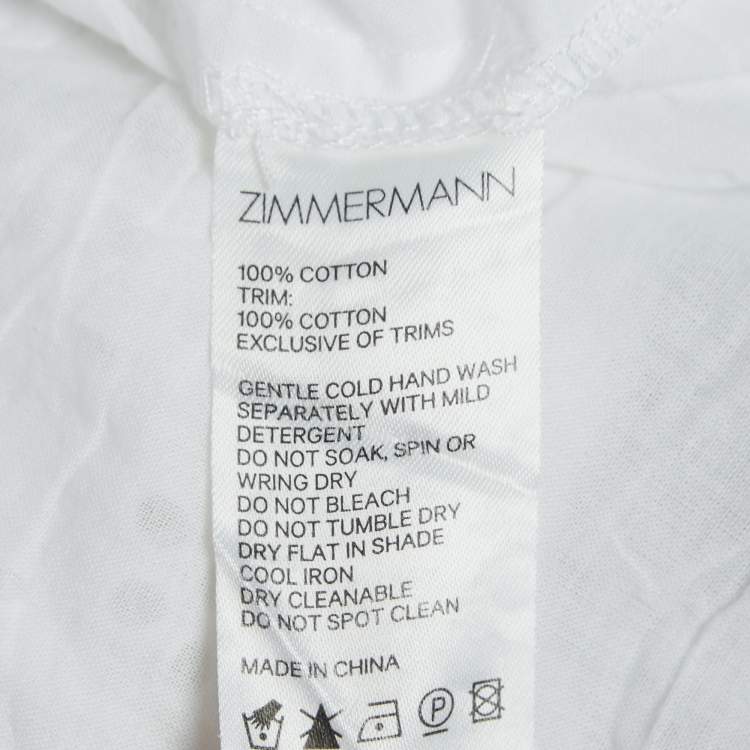 ZIMMERMANN
100% COTTON
TRIM:
100% COTTON
EXCLUSIVE OF TRIMS
GENTLE COLD HAND WASH
SEPARATELY WITH MILD
DETERGENT
DO NOT SOAK, SPIN OR
WRING DRY
DO NOT BLEACH
DO NOT TUMBLE DRY
DRY FLAT IN SHADE
COOL IRON
DRY CLEANABLE
DO NOT SPOT CLEAN
MADE IN CHINA
P